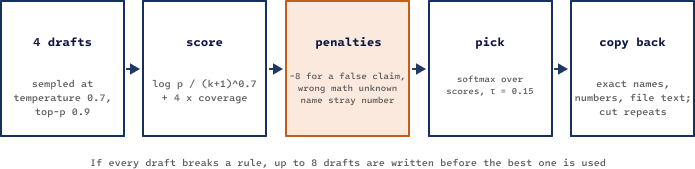 4 drafts
sempled at
temperature 0.7,
top-p 0.9
score
log p / (k+1)^0.7
+ 4 x coverage
penalties
-8 for a false claim,
wrong math unknown
name stray number
pick
softmax over
scores, τ = 0.15
copy back
exact names,
numbers, file text;
cut repeats
If every draft breaks a rule, up to 8 drafts are written before the best one is used